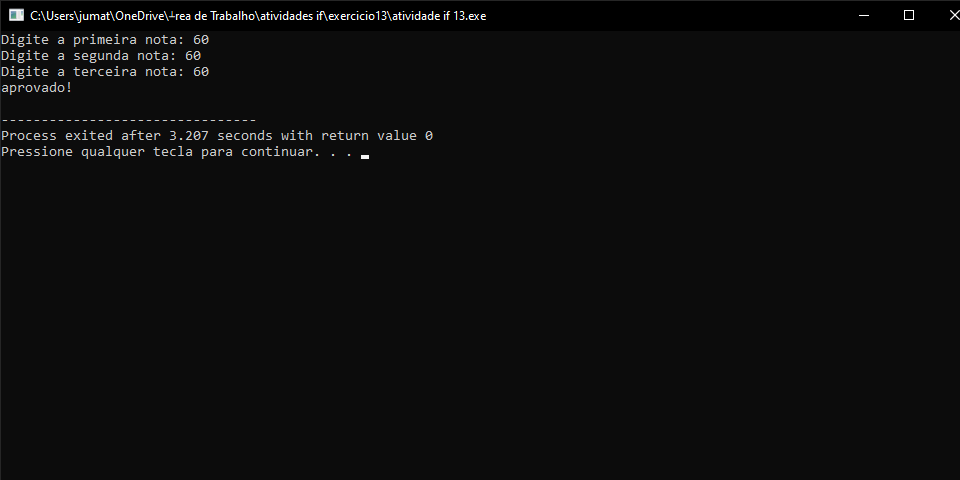 C:\Users\jumat\OneDrive\┴rea de Trabalho\atividades if\exercicio13\atividade if 13.exe
Digite a primeira nota: 60
Digite a segunda nota: 60
Digite a terceira nota: 60
aprovado!
--------------------------------
Process exited after 3.207 seconds with return value 0
Pressione qualquer tecla para continuar. . .